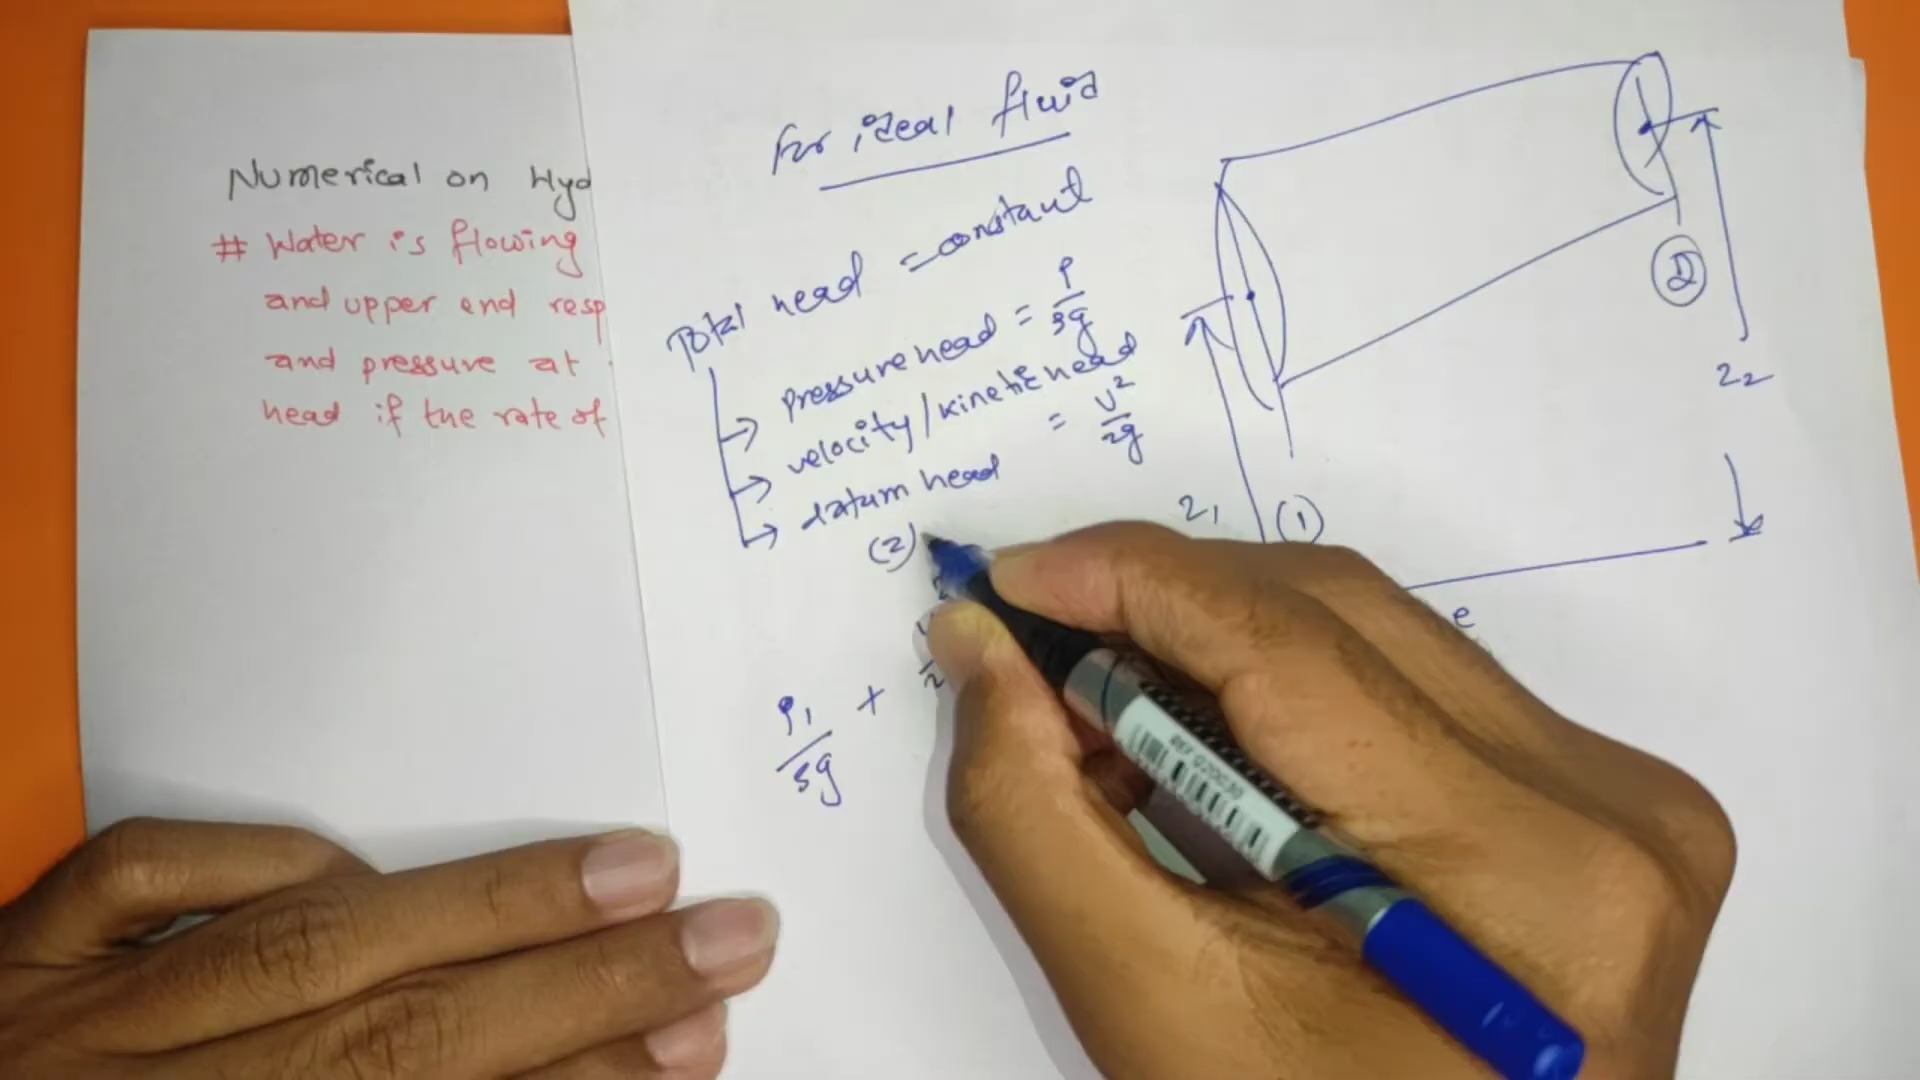 Numerical on Hyd
# Water is flowing
and upper end resp
and pressure at
head if the rate of
For ideal fluid
Total head = constant
→ pressure head = P/ρg
→ velocity/kinetic head
= v²/2g
→ datum head
(z)
P₁/ρg +
①
②
z₁
z₂
e
REF G20C30